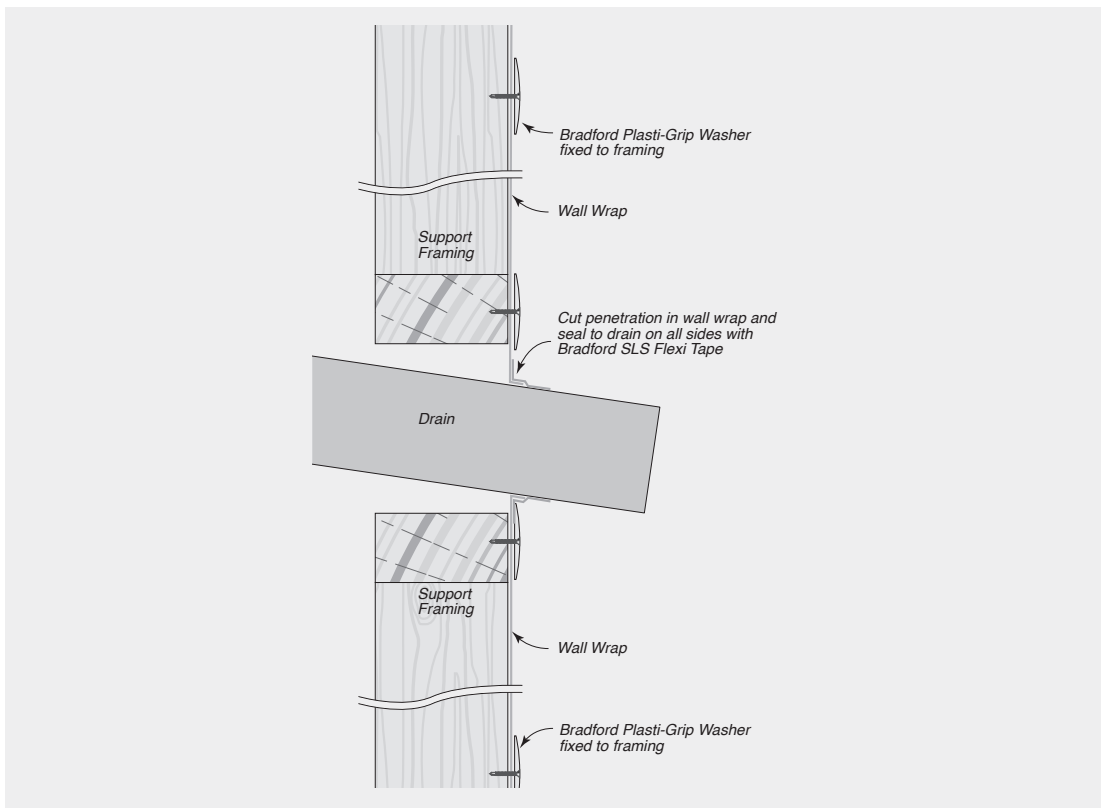 Bradford Plasti-Grip Washer
fixed to framing
Wall Wrap
Support
Framing
Cut penetration in wall wrap and
seal to drain on all sides with
Bradford SLS Flexi Tape
Drain
Support
Framing
Wall Wrap
Bradford Plasti-Grip Washer
fixed to framing